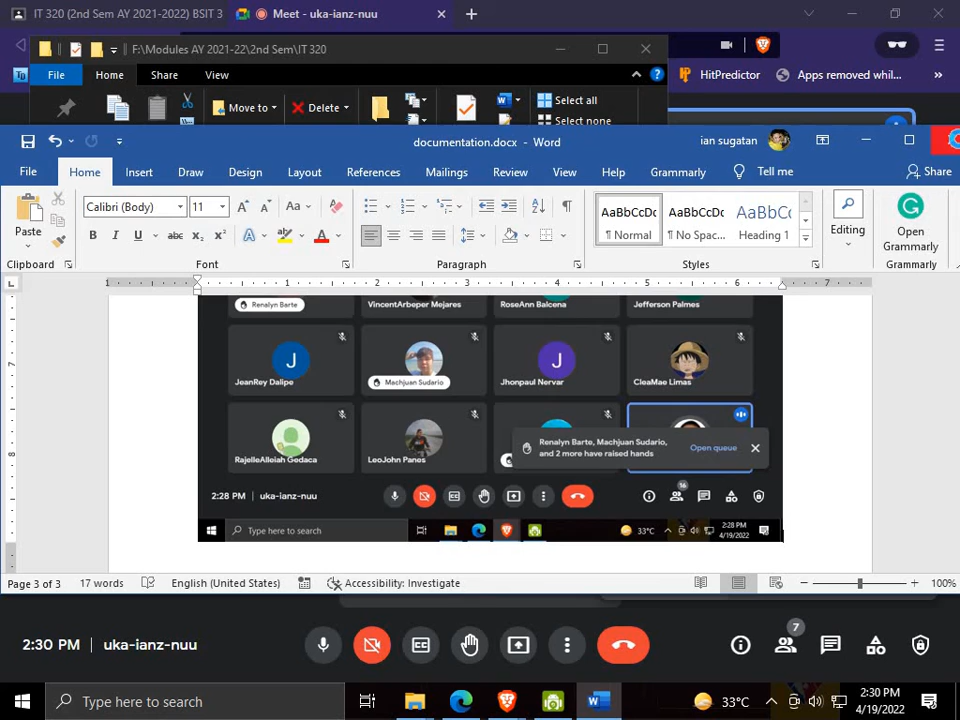 IT 320 (2nd Sem AY 2021-2022) BSIT 3
Meet - uka-ianz-nuu
F:\Modules AY 2021-22\2nd Sem\IT 320
File Home Share View
HitPredictor
Apps removed whil...
Move to
Delete
Select all
Select none
documentation.docx - Word
ian sugatan
File Home Insert Draw Design Layout References Mailings Review View Help Grammarly Tell me Share
Paste
Calibri (Body) 11
AaBbCcDc AaBbCcDc AaBbCc
¶ Normal ¶ No Spac... Heading 1
Editing
Open
Grammarly
Clipboard Font Paragraph Styles Grammarly
1 1 2 3 4 5 6 7
Renalyn Barte VincentArbeper Mejares RoseAnn Balcena Jefferson Palmes
J J
JeanRey Dalipe Machjuan Sudario Jhonpaul Nervar CleaMae Limas
RajelleAlleiah Gedaca LeoJohn Panes
Renalyn Barte, Machjuan Sudario,
and 2 more have raised hands
Open queue
2:28 PM uka-ianz-nuu
16
Type here to search
33°C
2:28 PM
4/19/2022
Page 3 of 3 17 words English (United States) Accessibility: Investigate 100%
2:30 PM uka-ianz-nuu
7
Type here to search
33°C
2:30 PM
4/19/2022